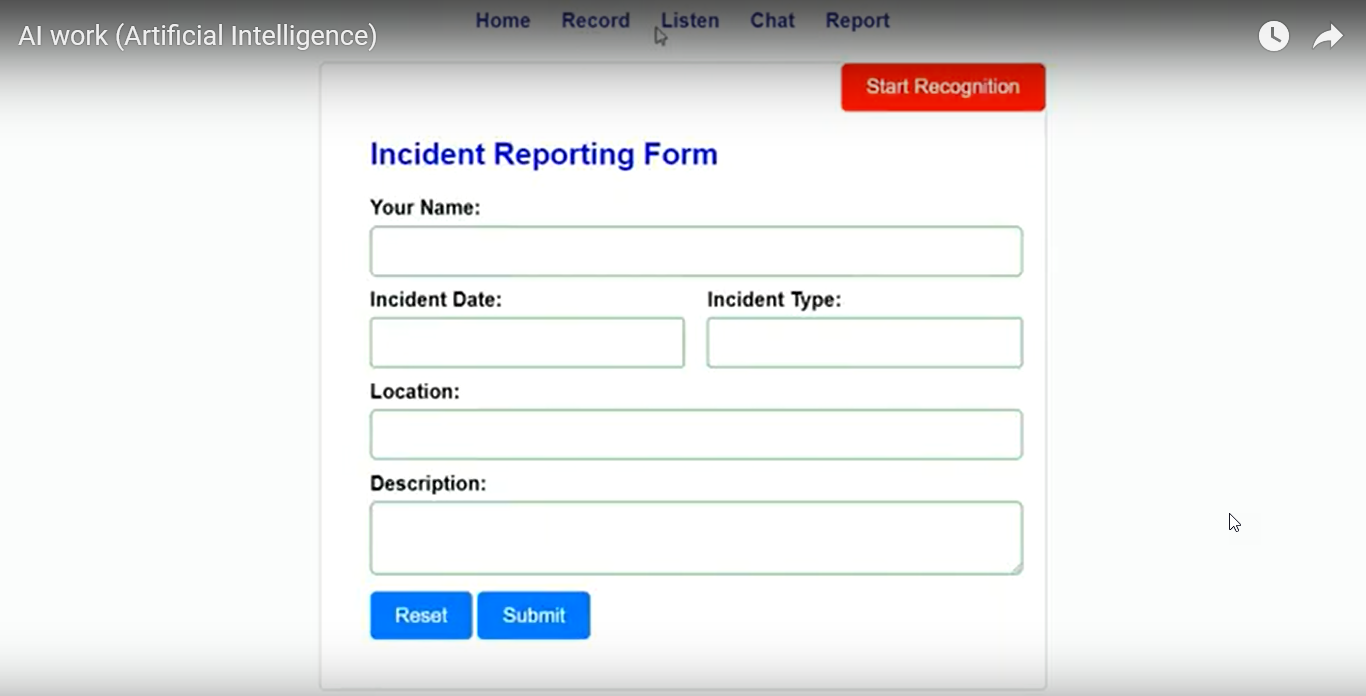 Home Record Listen Chat Report
AI work (Artificial Intelligence)
Start Recognition
Incident Reporting Form
Your Name:
Incident Date: Incident Type:
Location:
Description:
Reset Submit